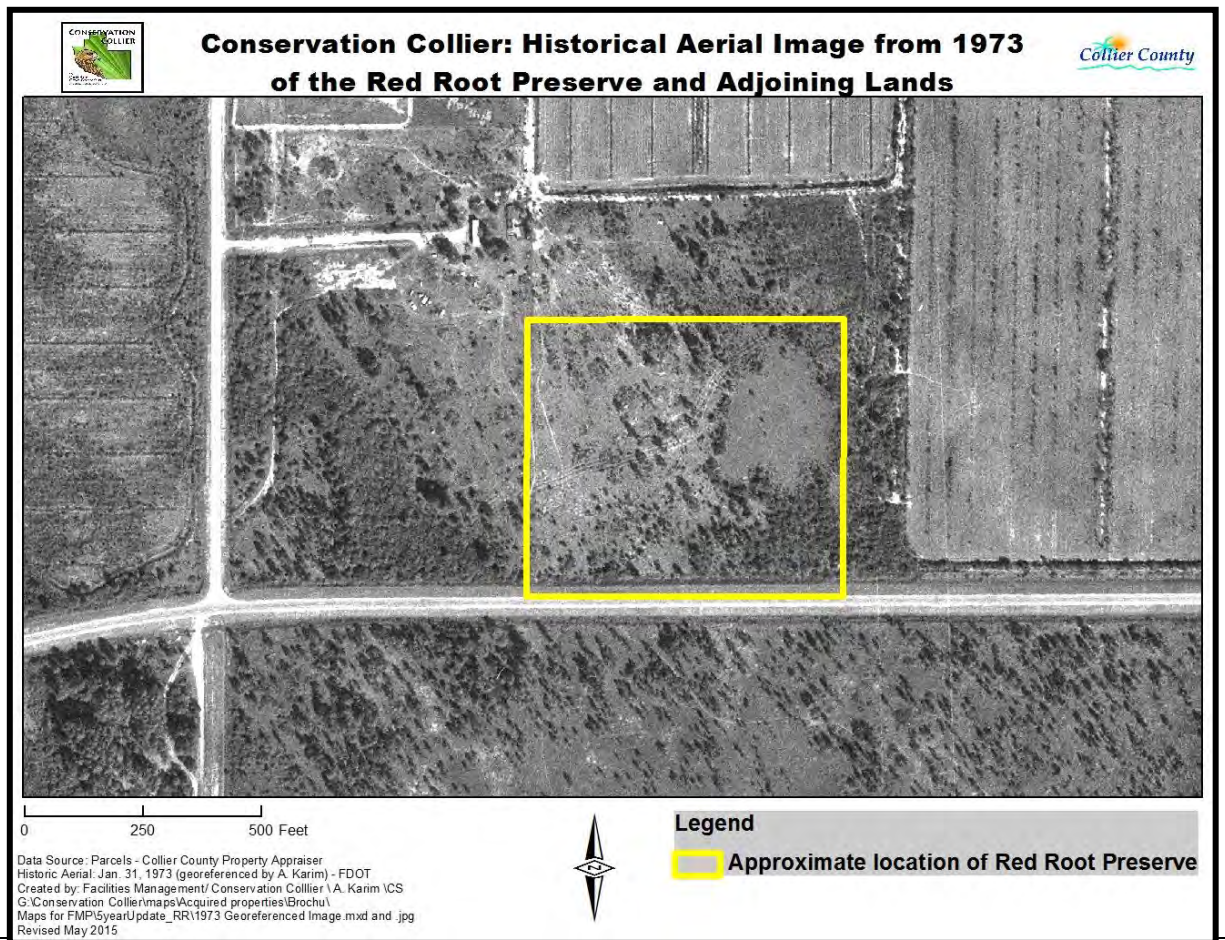 CONSERVATION
COLLIER
Conservation Collier: Historical Aerial Image from 1973
of the Red Root Preserve and Adjoining Lands
Collier County
0 250 500 Feet
Data Source: Parcels - Collier County Property Appraiser
Historic Aerial: Jan. 31, 1973 (georeferenced by A. Karim) - FDOT
Created by: Facilities Management/ Conservation Colllier \ A. Karim \CS
G:\Conservation Collier\maps\Acquired properties\Brochu\
Maps for FMP\5yearUpdate_RR\1973 Georeferenced Image.mxd and .jpg
Revised May 2015
N
Legend
Approximate location of Red Root Preserve